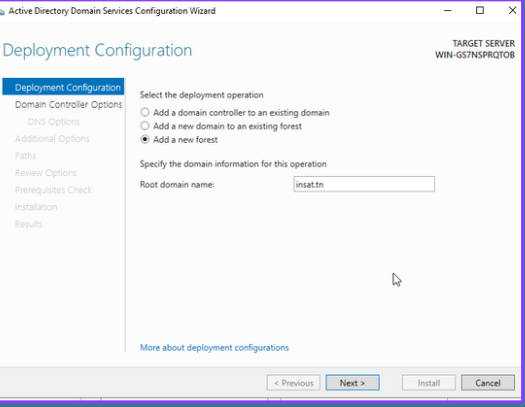 Active Directory Domain Services Configuration Wizard
Deployment Configuration
TARGET SERVER
WIN-GS7NSPRQTOB
Deployment Configuration
Domain Controller Options
DNS Options
Additional Options
Paths
Review Options
Prerequisites Check
Installation
Results
Select the deployment operation
Add a domain controller to an existing domain
Add a new domain to an existing forest
Add a new forest
Specify the domain information for this operation
Root domain name:
insat.tn
More about deployment configurations
< Previous
Next >
Install
Cancel